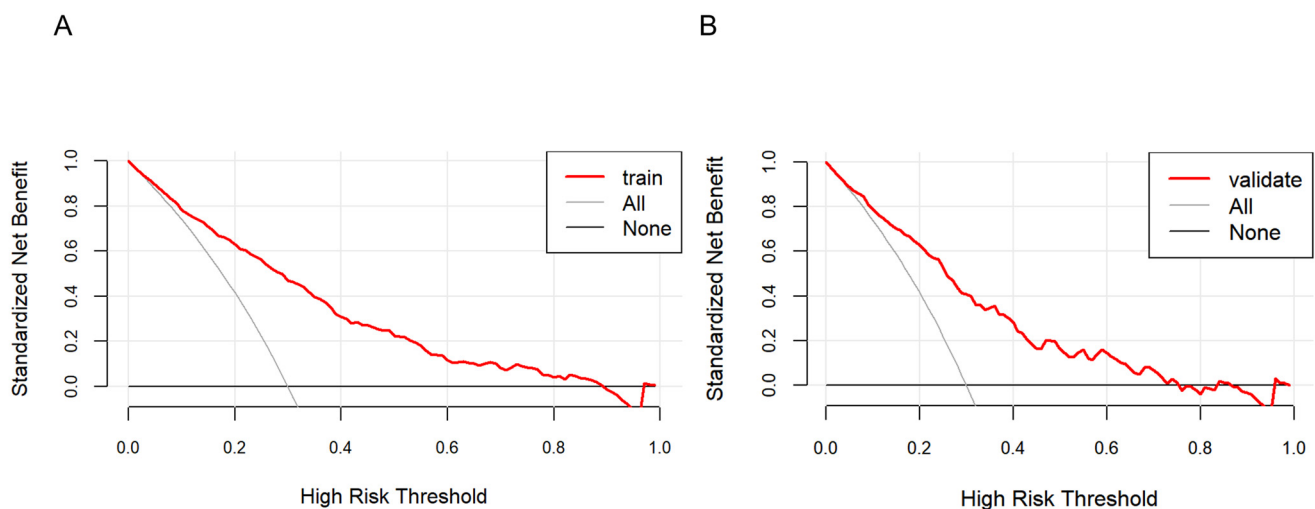 A
Standardized Net Benefit
1.0
0.8
0.6
0.4
0.2
0.0
train
All
None
0.0 0.2 0.4 0.6 0.8 1.0
High Risk Threshold
B
Standardized Net Benefit
1.0
0.8
0.6
0.4
0.2
0.0
validate
All
None
0.0 0.2 0.4 0.6 0.8 1.0
High Risk Threshold